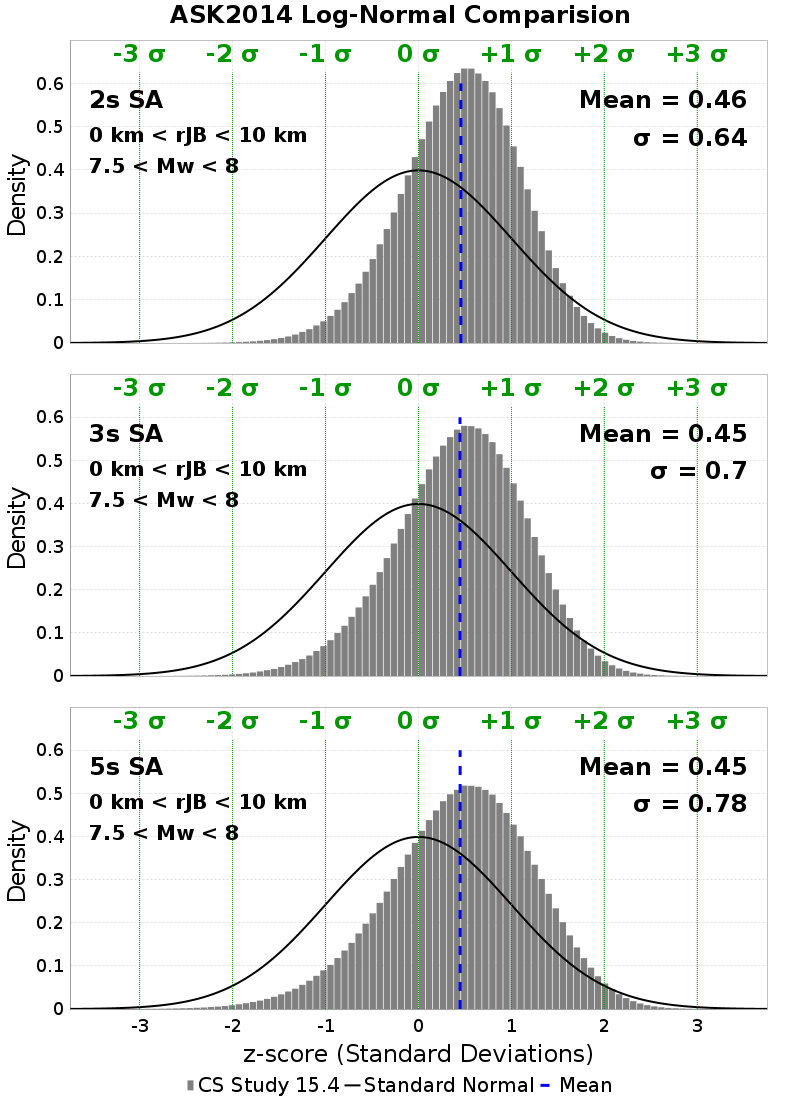 ASK2014 Log-Normal Comparision
-3 σ -2 σ -1 σ 0 σ +1 σ +2 σ +3 σ
2s SA
0 km < rJB < 10 km
7.5 < Mw < 8
Mean = 0.46
σ = 0.64
0.6
0.5
0.4
0.3
0.2
0.1
0
Density
-3 σ -2 σ -1 σ 0 σ +1 σ +2 σ +3 σ
3s SA
0 km < rJB < 10 km
7.5 < Mw < 8
Mean = 0.45
σ = 0.7
0.6
0.5
0.4
0.3
0.2
0.1
0
Density
-3 σ -2 σ -1 σ 0 σ +1 σ +2 σ +3 σ
5s SA
0 km < rJB < 10 km
7.5 < Mw < 8
Mean = 0.45
σ = 0.78
0.6
0.5
0.4
0.3
0.2
0.1
0
Density
-3 -2 -1 0 1 2 3
z-score (Standard Deviations)
CS Study 15.4 Standard Normal Mean